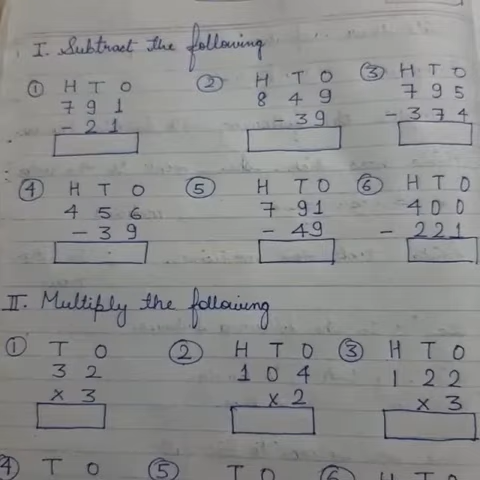 I. Subtract the following
① H T O ② H T O ③ H T O
7 9 1 8 4 9 7 9 5
- 2 1 - 3 9 - 3 7 4
④ H T O ⑤ H T O ⑥ H T O
4 5 6 7 9 1 4 0 0
- 3 9 - 4 9 - 2 2 1
II. Multiply the following
① T O ② H T O ③ H T O
3 2 1 0 4 1 2 2
x 3 x 2 x 3
④ T O ⑤ T O ⑥ H T O